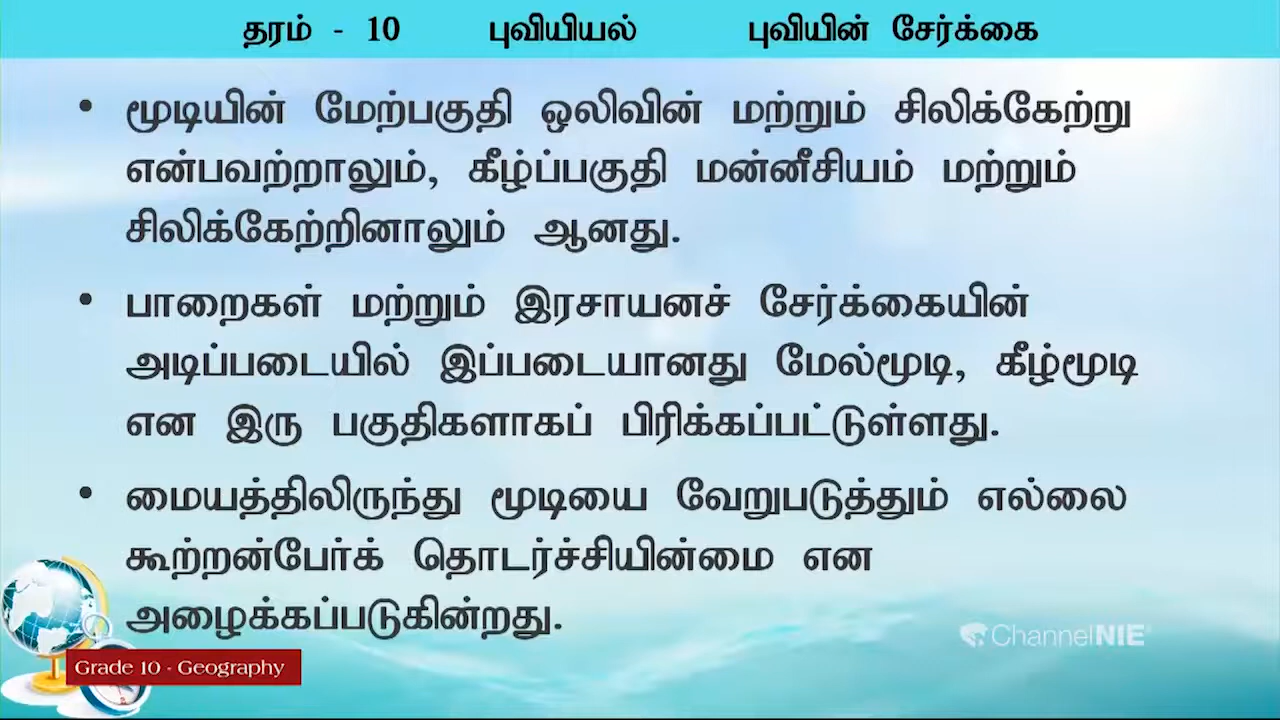 தரம் - 10 புவியியல் புவியின் சேர்க்கை
• மூடியின் மேற்பகுதி ஒலிவின் மற்றும் சிலிக்கேற்று
என்பவற்றாலும், கீழ்ப்பகுதி மன்னீசியம் மற்றும்
சிலிக்கேற்றினாலும் ஆனது.
• பாறைகள் மற்றும் இரசாயனச் சேர்க்கையின்
அடிப்படையில் இப்படையானது மேல்மூடி, கீழ்மூடி
என இரு பகுதிகளாகப் பிரிக்கப்பட்டுள்ளது.
• மையத்திலிருந்து மூடியை வேறுபடுத்தும் எல்லை
கூற்றன்பேர்க் தொடர்ச்சியின்மை என
அழைக்கப்படுகின்றது.
ChannelNIE
Grade 10 - Geography